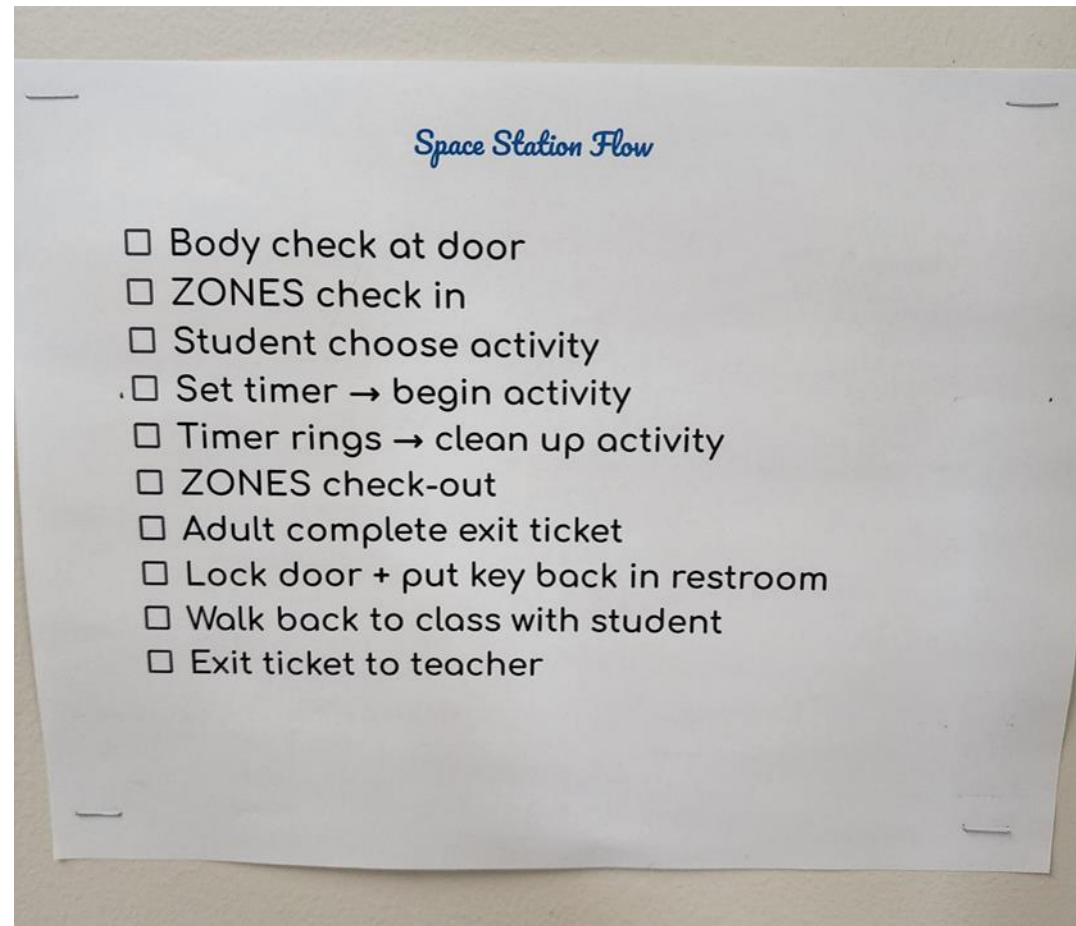 Space Station Flow
☐ Body check at door
☐ ZONES check in
☐ Student choose activity
☐ Set timer → begin activity
☐ Timer rings → clean up activity
☐ ZONES check-out
☐ Adult complete exit ticket
☐ Lock door + put key back in restroom
☐ Walk back to class with student
☐ Exit ticket to teacher